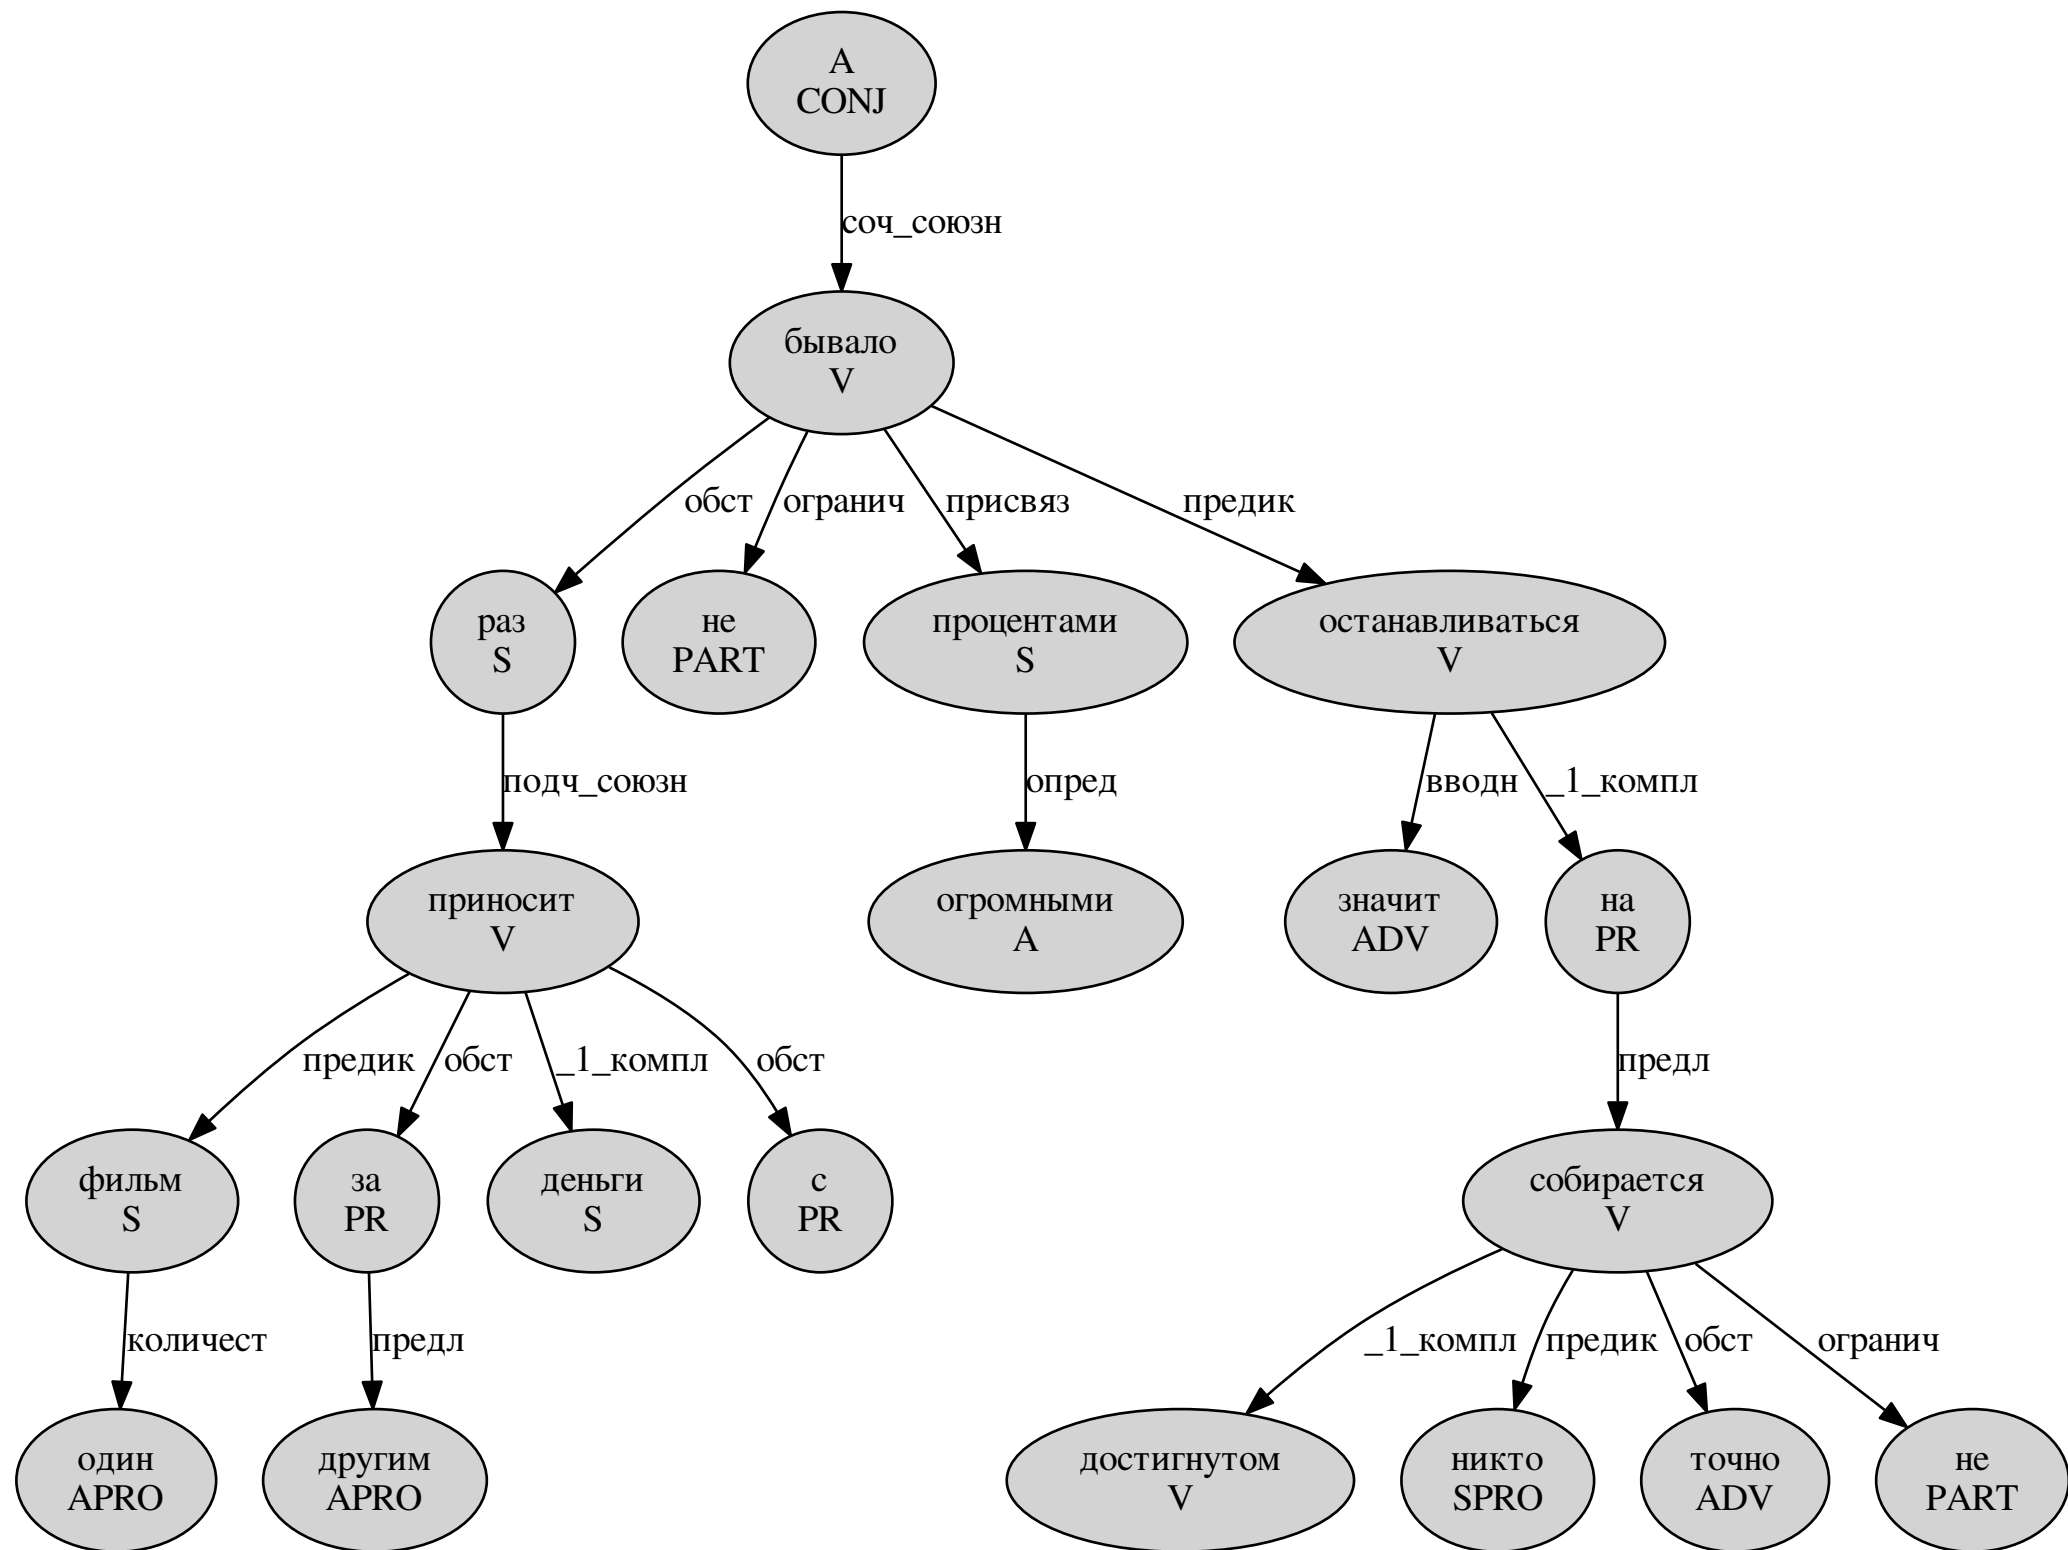 А
CONJ
соч_союзн
бывало
V
обст
огранич
присвяз
предик
раз
S
не
PART
процентами
S
останавливаться
V
подч_союзн
опред
вводн
_1_компл
приносит
V
огромными
A
значит
ADV
на
PR
предик
обст
_1_компл
обст
предл
фильм
S
за
PR
деньги
S
с
PR
собирается
V
количест
предл
_1_компл
предик
обст
огранич
один
APRO
другим
APRO
достигнутом
V
никто
SPRO
точно
ADV
не
PART